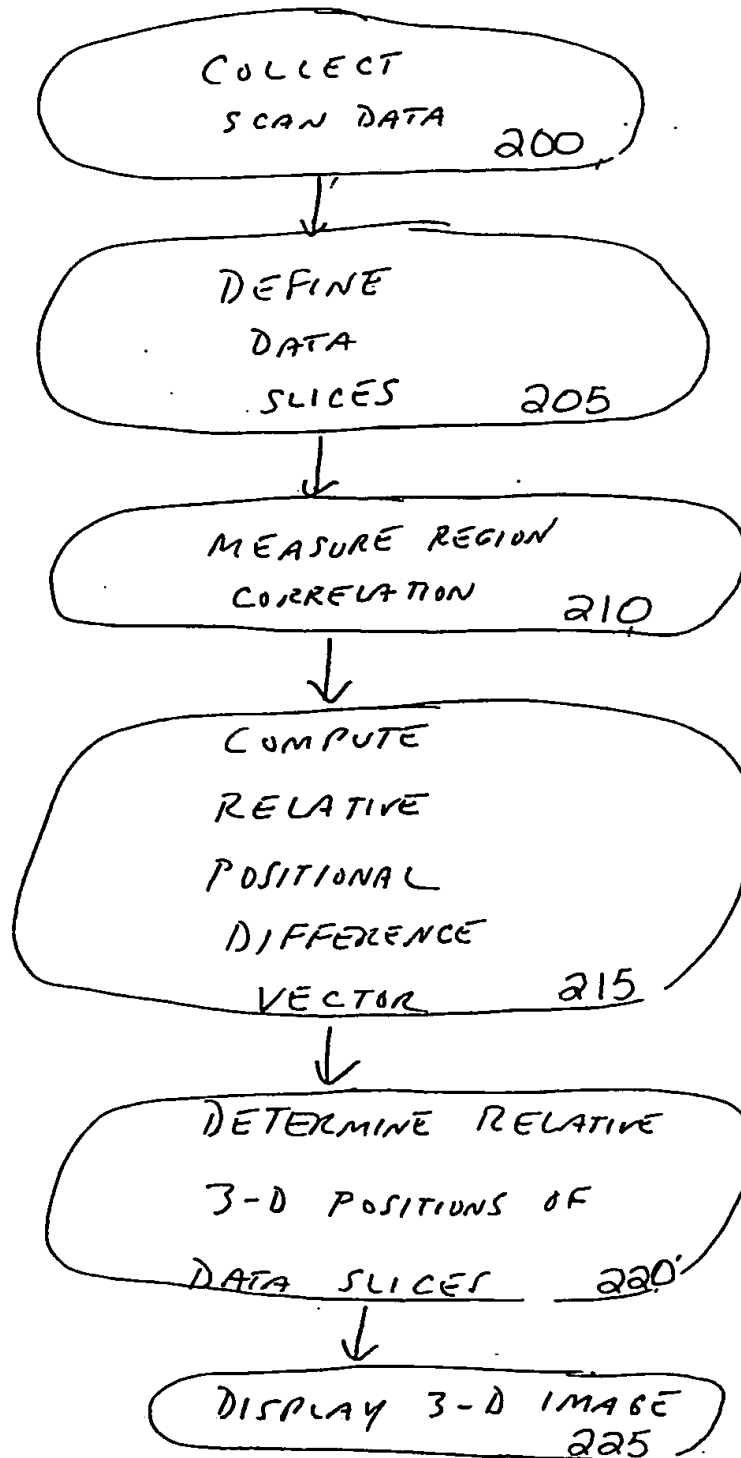 COLLECT
SCAN DATA
200
DEFINE
DATA
SLICES 205
MEASURE REGION
CORRELATION 210
COMPUTE
RELATIVE
POSITIONAL
DIFFERENCE
VECTOR 215
DETERMINE RELATIVE
3-D POSITIONS OF
DATA SLICES 220
DISPLAY 3-D IMAGE
225